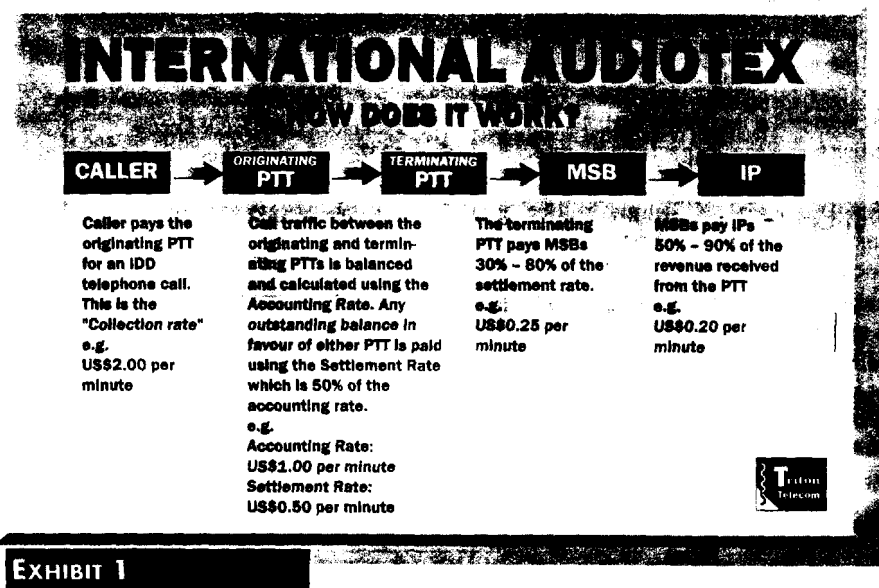 INTERNATIONAL AUDIOTEX
HOW DOES IT WORK?
CALLER
ORIGINATING
PTT
TERMINATING
PTT
MSB
IP
Caller pays the
originating PTT
for an IDD
telephone call.
This is the
"Collection rate"
e.g.
US$2.00 per
minute
Call traffic between the
originating and termin-
ating PTTs is balanced
and calculated using the
Accounting Rate. Any
outstanding balance in
favour of either PTT is paid
using the Settlement Rate
which is 50% of the
accounting rate.
e.g.
Accounting Rate:
US$1.00 per minute
Settlement Rate:
US$0.50 per minute
The terminating
PTT pays MSBs
30% – 80% of the
settlement rate.
e.g.
US$0.25 per
minute
MSBs pay IPs
50% – 90% of the
revenue received
from the PTT
e.g.
US$0.20 per
minute
Triton
Telecom
EXHIBIT 1